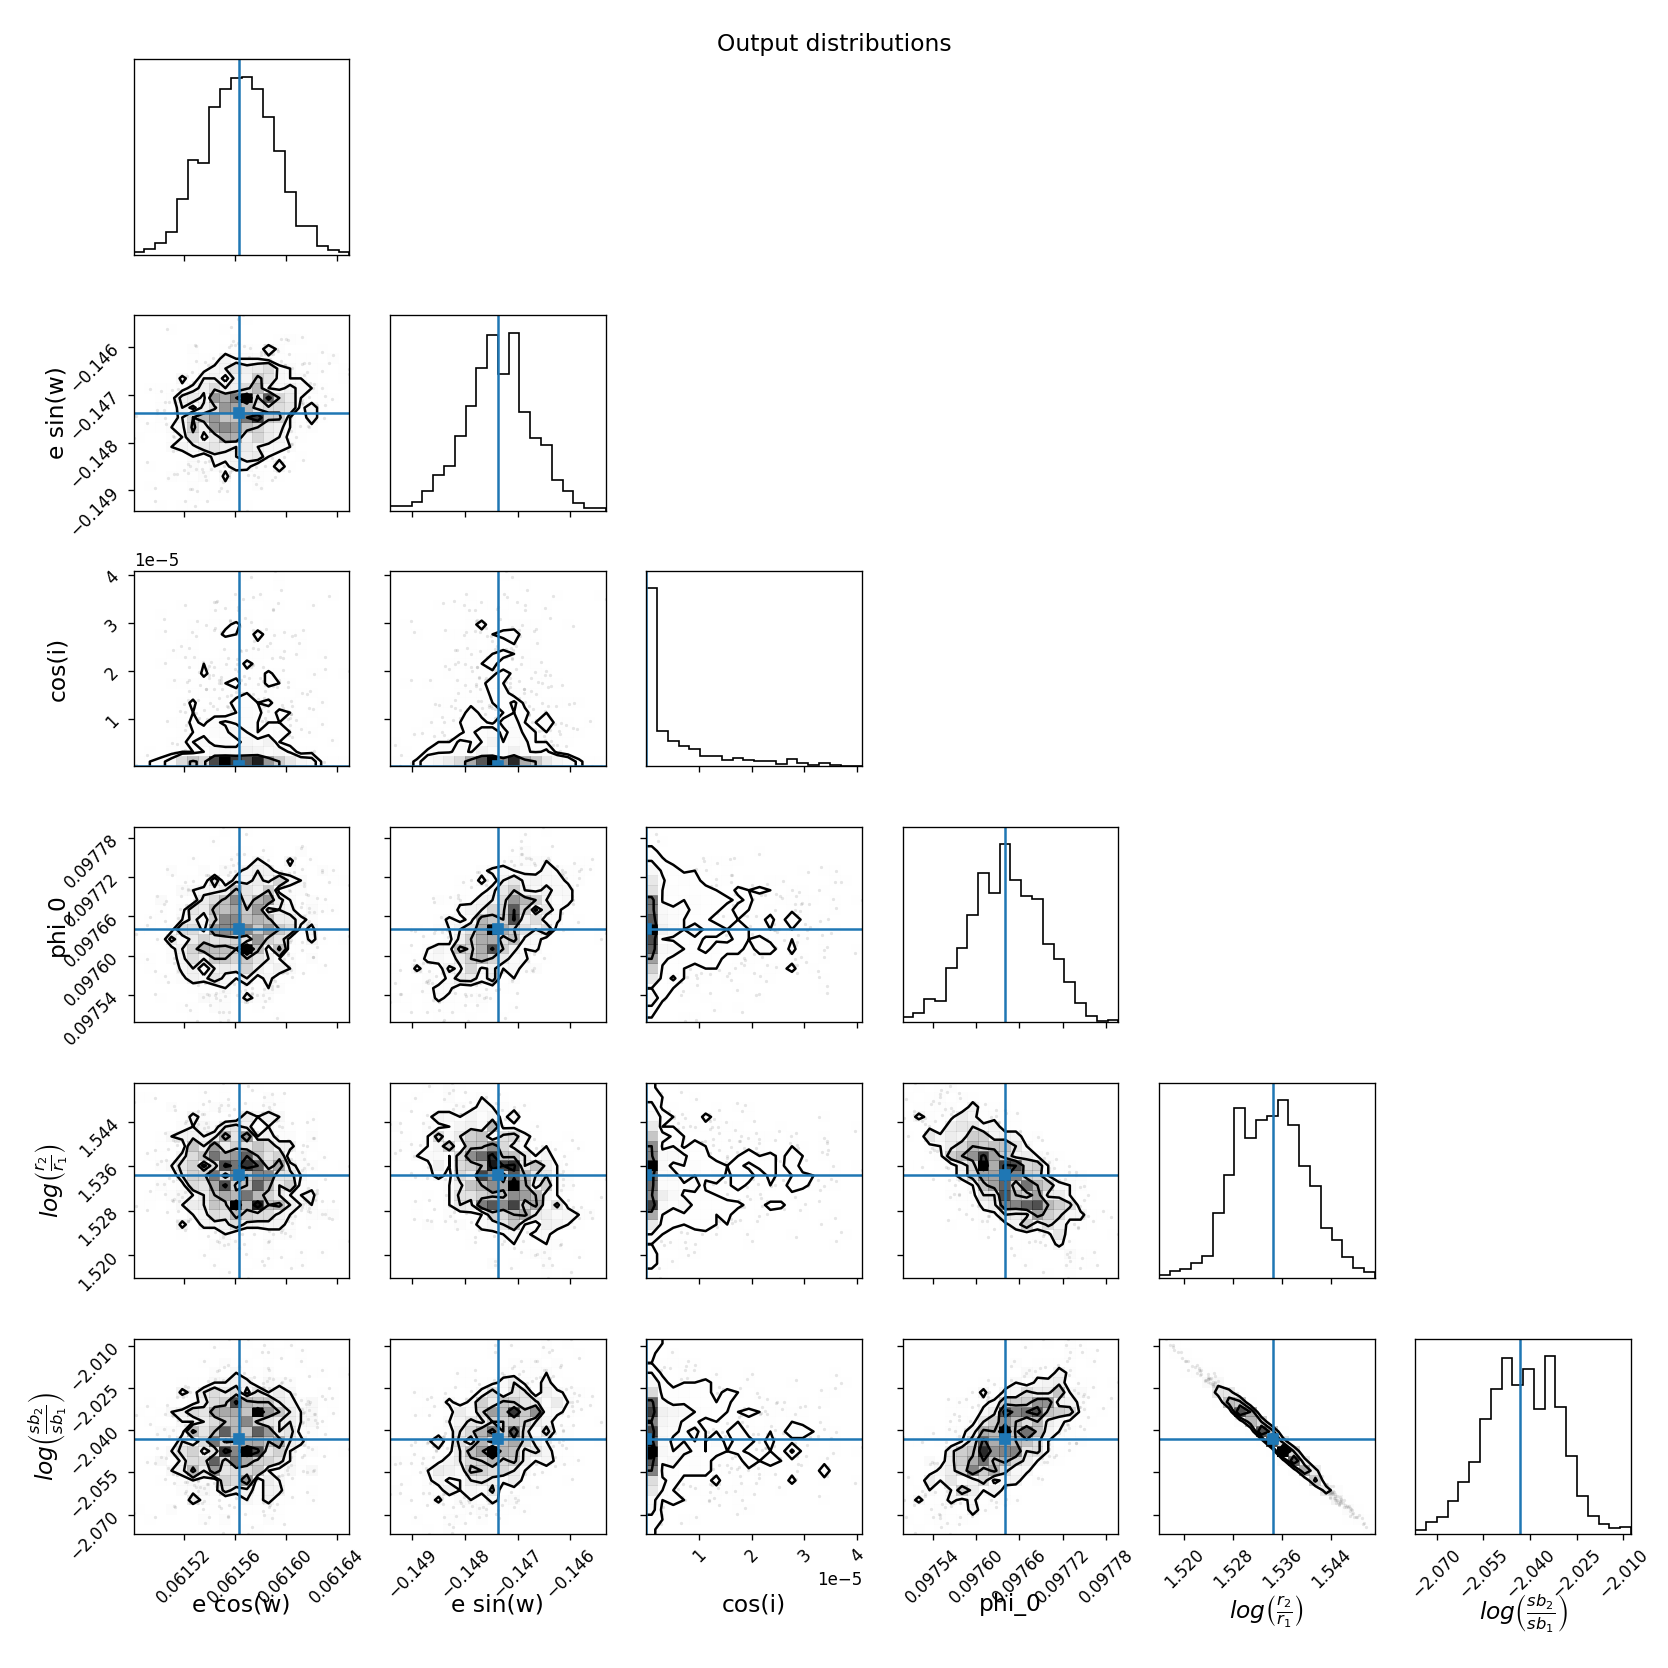 Output distributions
e sin(w)
−0.146
−0.147
−0.148
−0.149
1e−5
cos(i)
4
3
2
1
phi_0
0.09778
0.09772
0.09766
0.09760
0.09754
log(r2/r1)
1.544
1.536
1.528
1.520
log(sb2/sb1)
−2.010
−2.025
−2.040
−2.055
−2.070
0.06152 0.06156 0.06160 0.06164
−0.149 −0.148 −0.147 −0.146
1 2 3 4
1e−5
0.09754 0.09760 0.09766 0.09772 0.09778
1.520 1.528 1.536 1.544
−2.070 −2.055 −2.040 −2.025 −2.010
e cos(w) e sin(w) cos(i) phi_0 log(r2/r1) log(sb2/sb1)